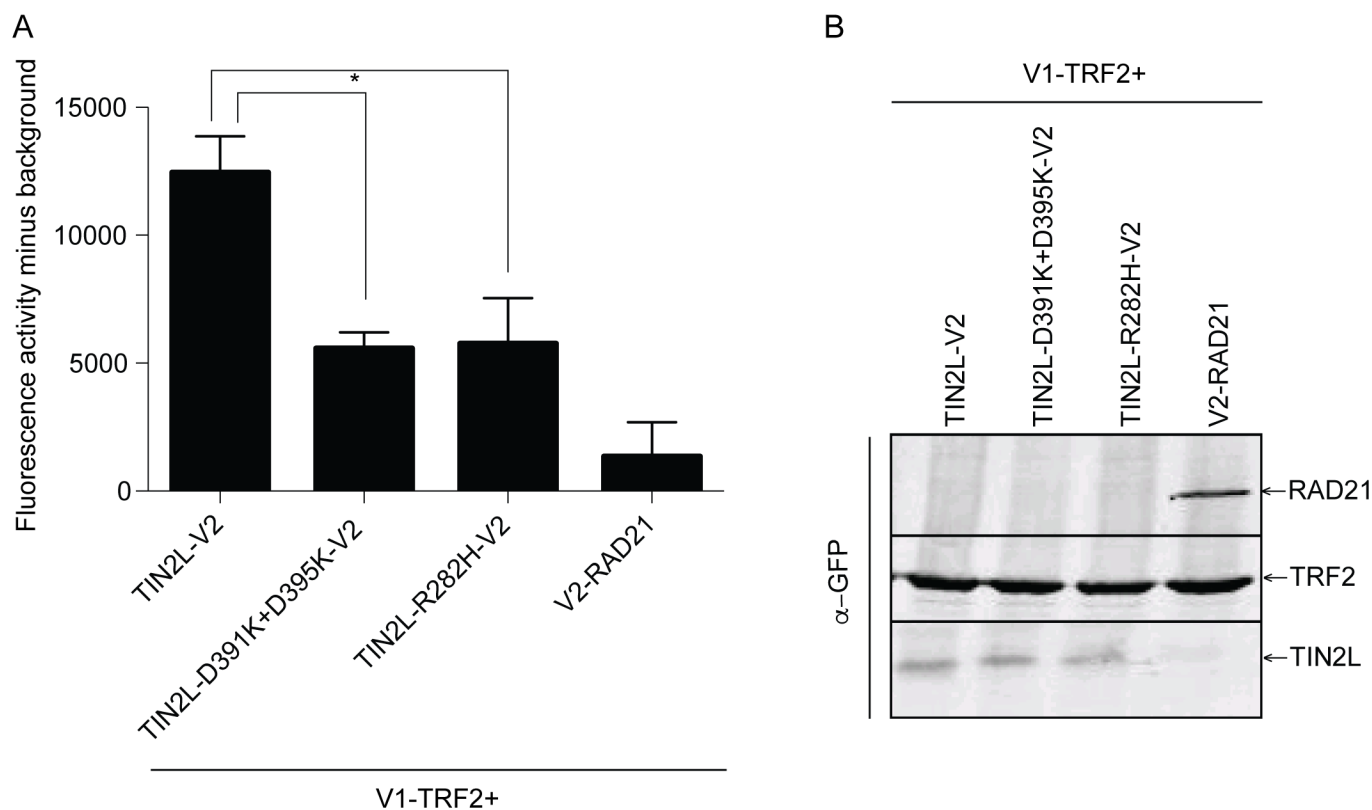 A
Fluorescence activity minus background
15000
10000
5000
0
*
TIN2L-V2
TIN2L-D391K+D395K-V2
TIN2L-R282H-V2
V2-RAD21
V1-TRF2+
B
V1-TRF2+
TIN2L-V2
TIN2L-D391K+D395K-V2
TIN2L-R282H-V2
V2-RAD21
α–GFP
RAD21
TRF2
TIN2L